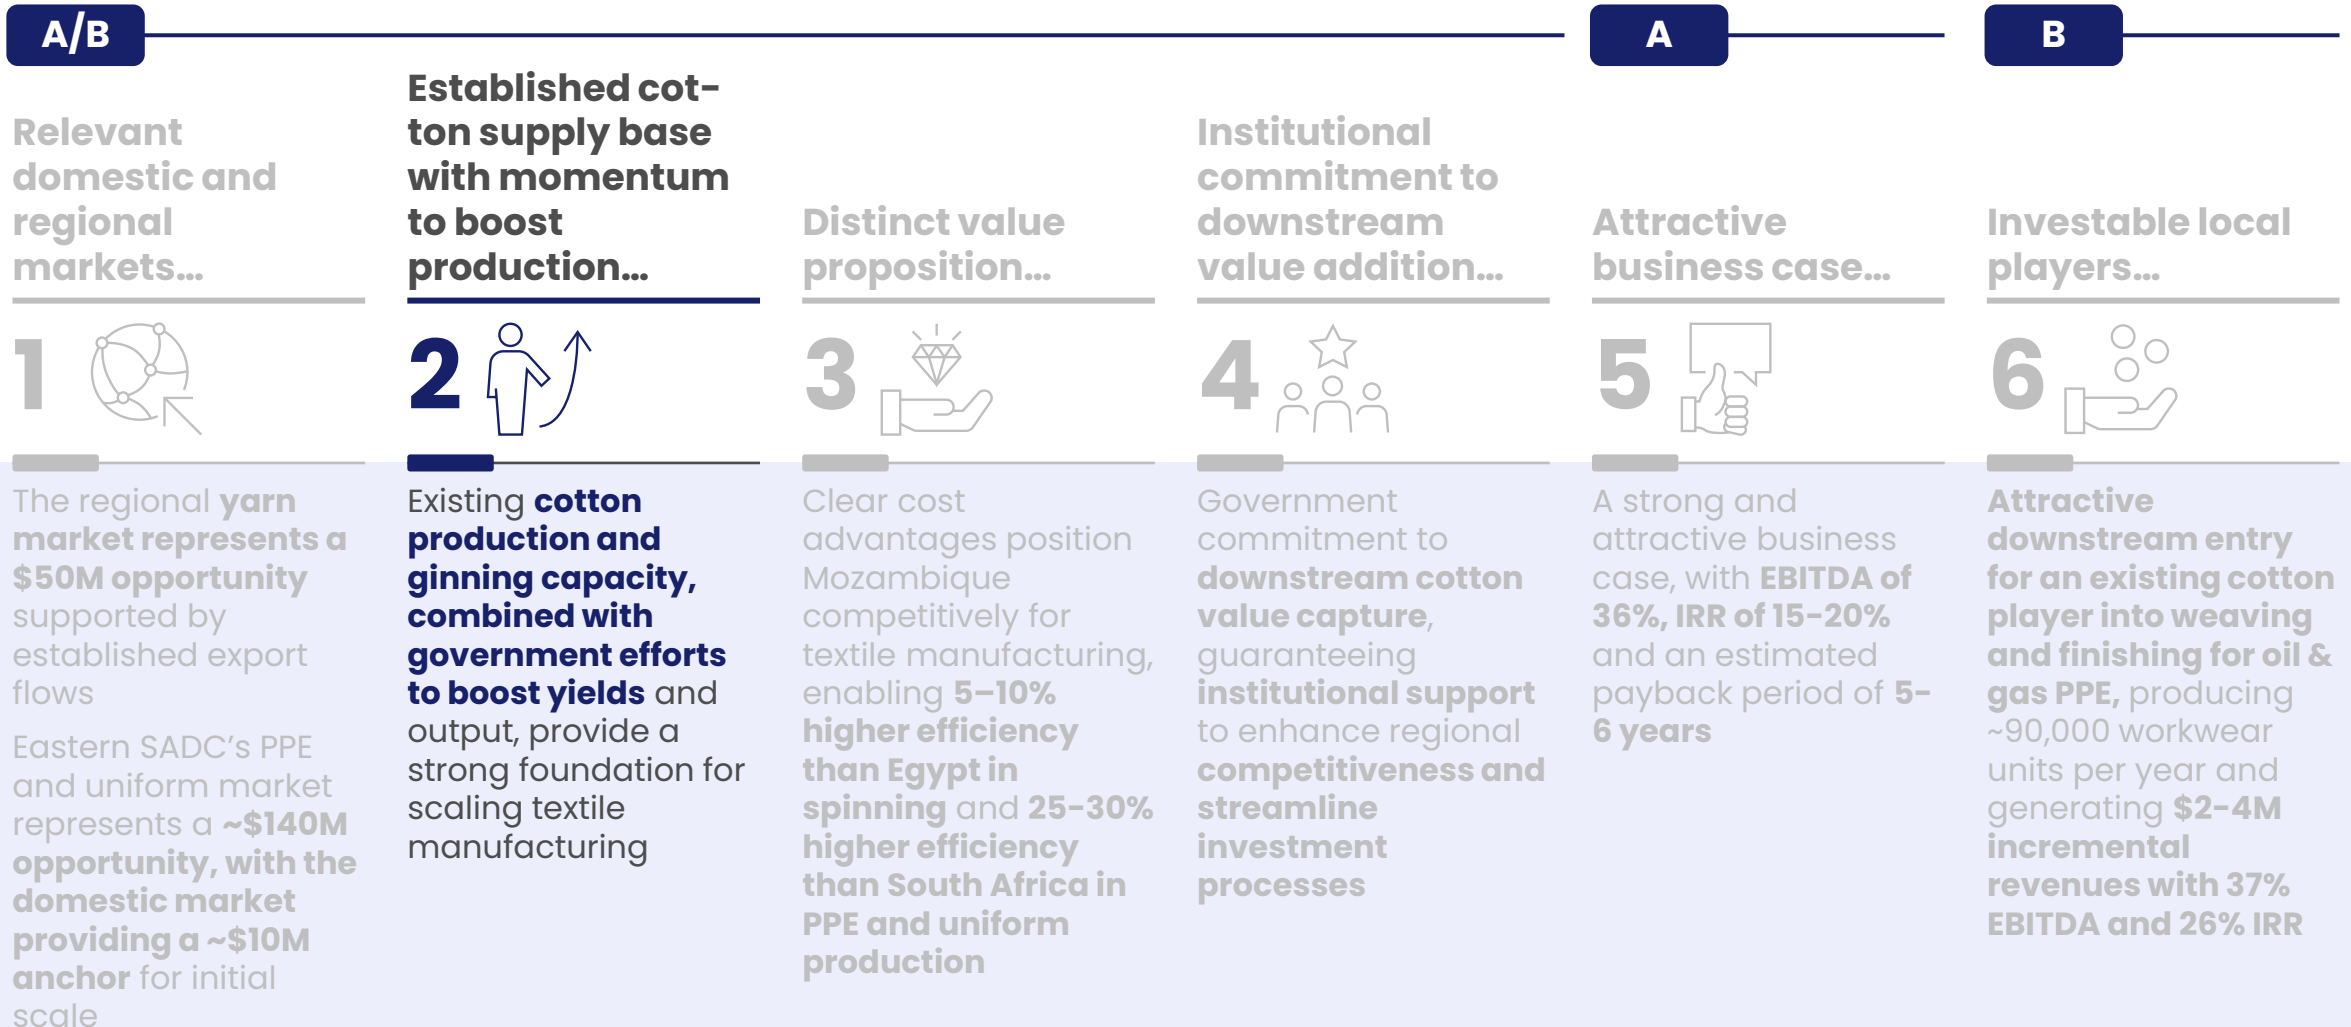 A/B
A
B
Relevant
domestic and
regional
markets...
1
The regional yarn
market represents a
$50M opportunity
supported by
established export
flows
Eastern SADC's PPE
and uniform market
represents a ~$140M
opportunity, with the
domestic market
providing a ~$10M
anchor for initial
scale
Established cot-
ton supply base
with momentum
to boost
production...
2
Existing cotton
production and
ginning capacity,
combined with
government efforts
to boost yields and
output, provide a
strong foundation for
scaling textile
manufacturing
Distinct value
proposition...
3
Clear cost
advantages position
Mozambique
competitively for
textile manufacturing,
enabling 5–10%
higher efficiency
than Egypt in
spinning and 25-30%
higher efficiency
than South Africa in
PPE and uniform
production
Institutional
commitment to
downstream
value addition...
4
Government
commitment to
downstream cotton
value capture,
guaranteeing
institutional support
to enhance regional
competitiveness and
streamline
investment
processes
Attractive
business case...
5
A strong and
attractive business
case, with EBITDA of
36%, IRR of 15-20%
and an estimated
payback period of 5-
6 years
Investable local
players...
6
Attractive
downstream entry
for an existing cotton
player into weaving
and finishing for oil &
gas PPE, producing
~90,000 workwear
units per year and
generating $2-4M
incremental
revenues with 37%
EBITDA and 26% IRR